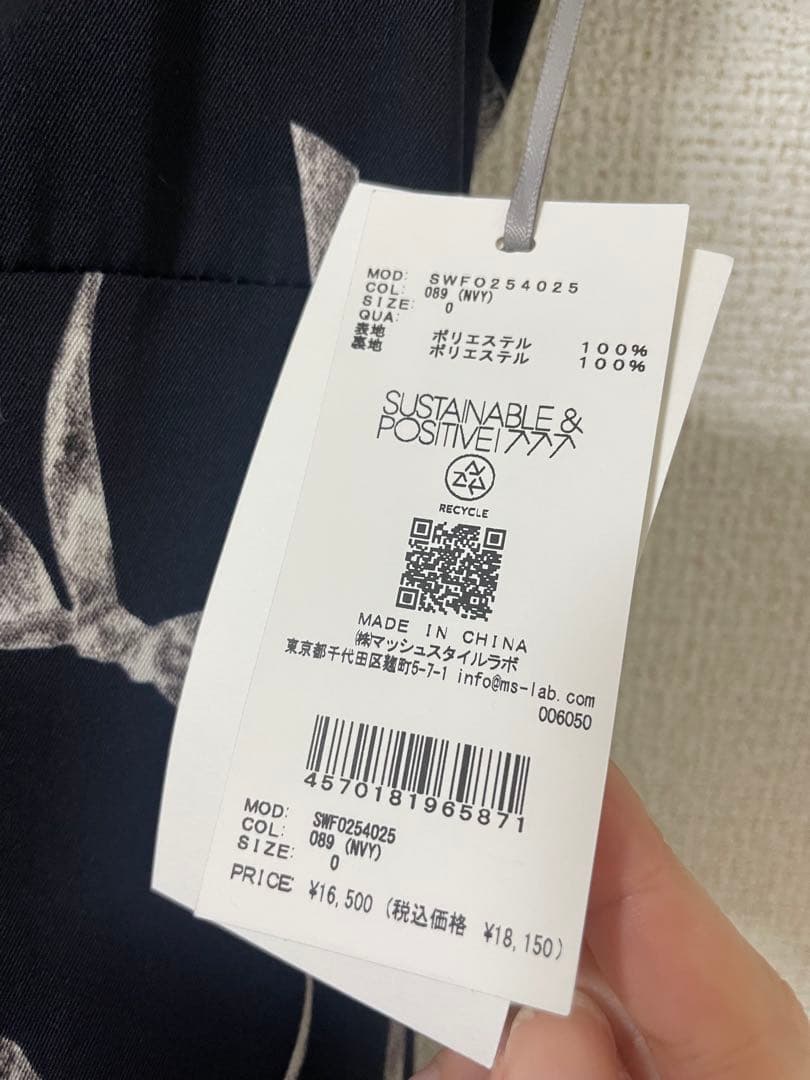 MOD: SWFO254025
COL: 089 (NVY)
SIZE: 0
QUA:
表地 ポリエステル 100%
裏地 ポリエステル 100%
SUSTAINABLE &
POSITIVE! ↗↗↗
RECYCLE
MADE IN CHINA
㈱マッシュスタイルラボ
東京都千代田区麹町5-7-1 info@ms-lab.com
006050
4570181965871
MOD: SWFO254025
COL: 089 (NVY)
SIZE: 0
PRICE ¥16,500 (税込価格 ¥18,150)